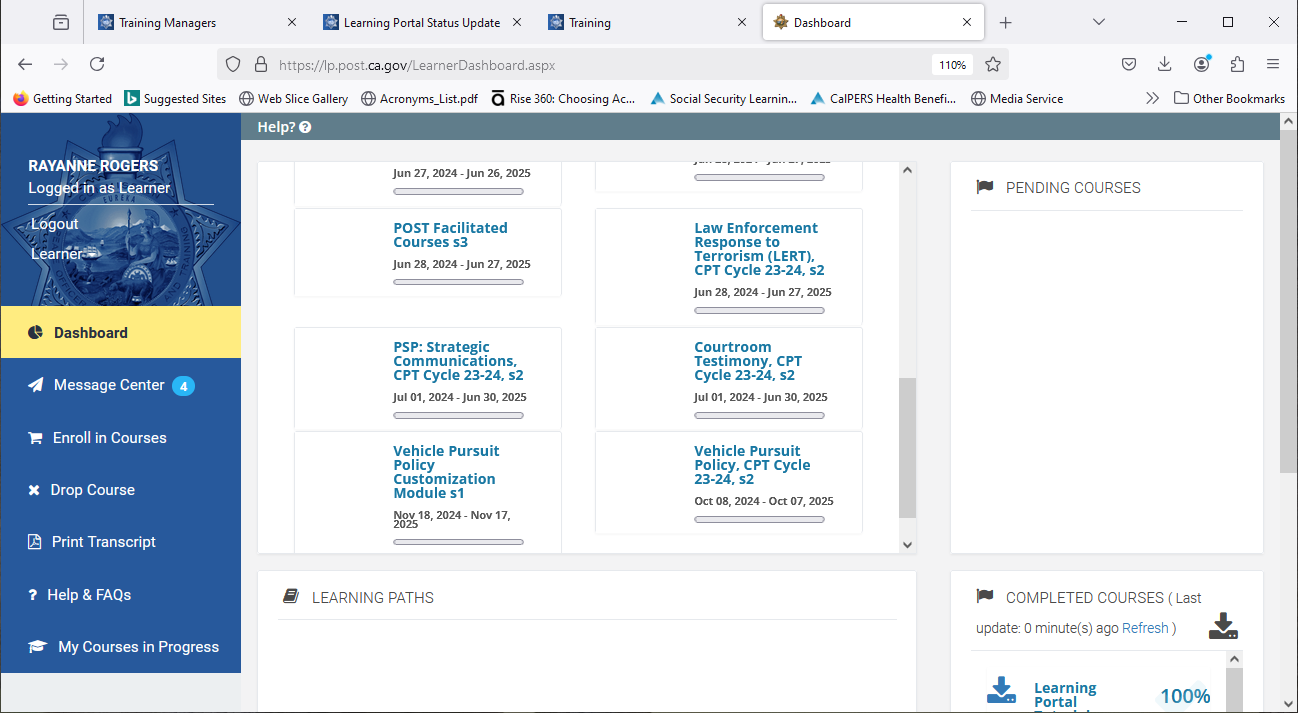 Training Managers
Learning Portal Status Update
Training
Dashboard
https://lp.post.ca.gov/LearnerDashboard.aspx
110%
Getting Started
Suggested Sites
Web Slice Gallery
Acronyms_List.pdf
Rise 360: Choosing Ac...
Social Security Learnin...
CalPERS Health Benefi...
Media Service
Other Bookmarks
RAYANNE ROGERS
Logged in as Learner
EUREKA
Logout
Learner
Dashboard
Message Center 4
Enroll in Courses
Drop Course
Print Transcript
Help & FAQs
My Courses in Progress
Help?
Jun 27, 2024 - Jun 26, 2025
POST Facilitated
Courses s3
Jun 28, 2024 - Jun 27, 2025
Law Enforcement
Response to
Terrorism (LERT),
CPT Cycle 23-24, s2
Jun 28, 2024 - Jun 27, 2025
PSP: Strategic
Communications,
CPT Cycle 23-24, s2
Jul 01, 2024 - Jun 30, 2025
Courtroom
Testimony, CPT
Cycle 23-24, s2
Jul 01, 2024 - Jun 30, 2025
Vehicle Pursuit
Policy
Customization
Module s1
Nov 18, 2024 - Nov 17,
2025
Vehicle Pursuit
Policy, CPT Cycle
23-24, s2
Oct 08, 2024 - Oct 07, 2025
PENDING COURSES
LEARNING PATHS
COMPLETED COURSES ( Last
update: 0 minute(s) ago Refresh )
Learning
Portal
100%